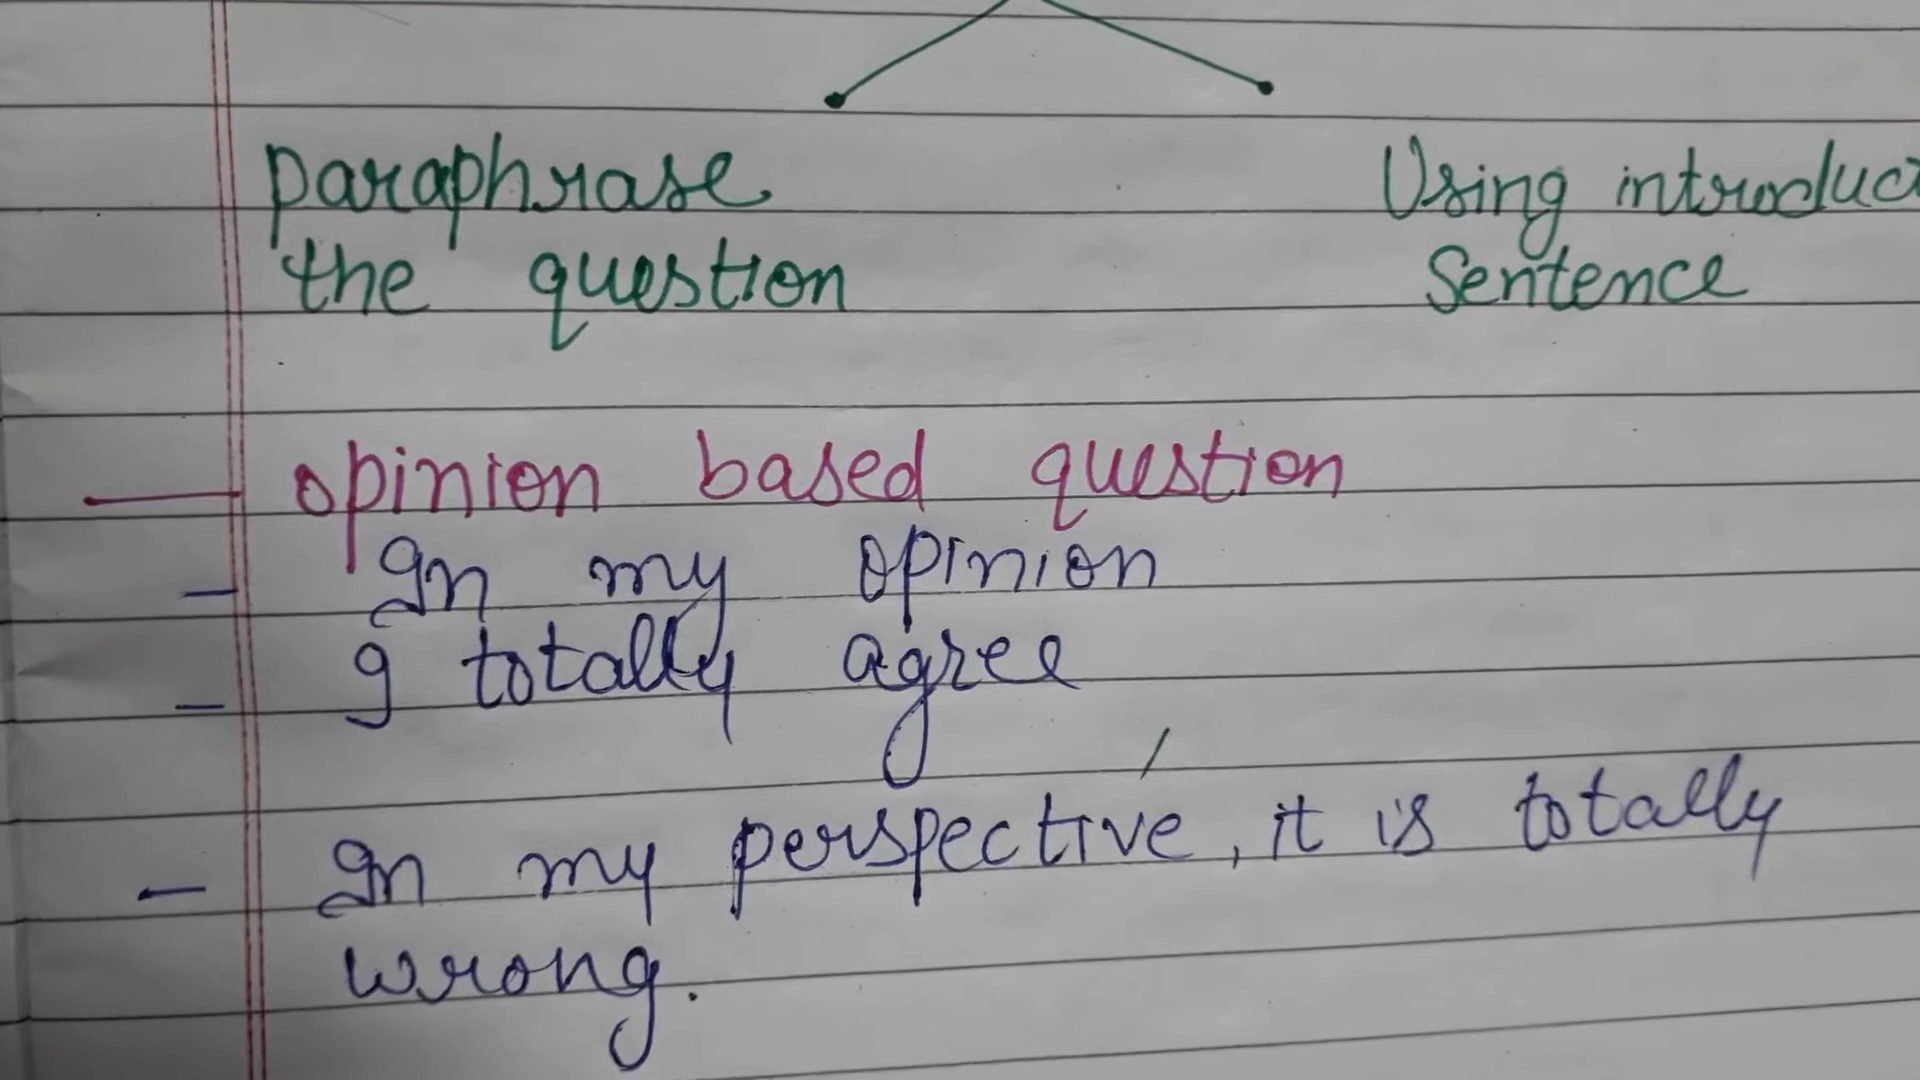 paraphrase
the question
Using introduct
Sentence
opinion based question
In my opinion
I totally agree
In my perspective, it is totally
wrong.